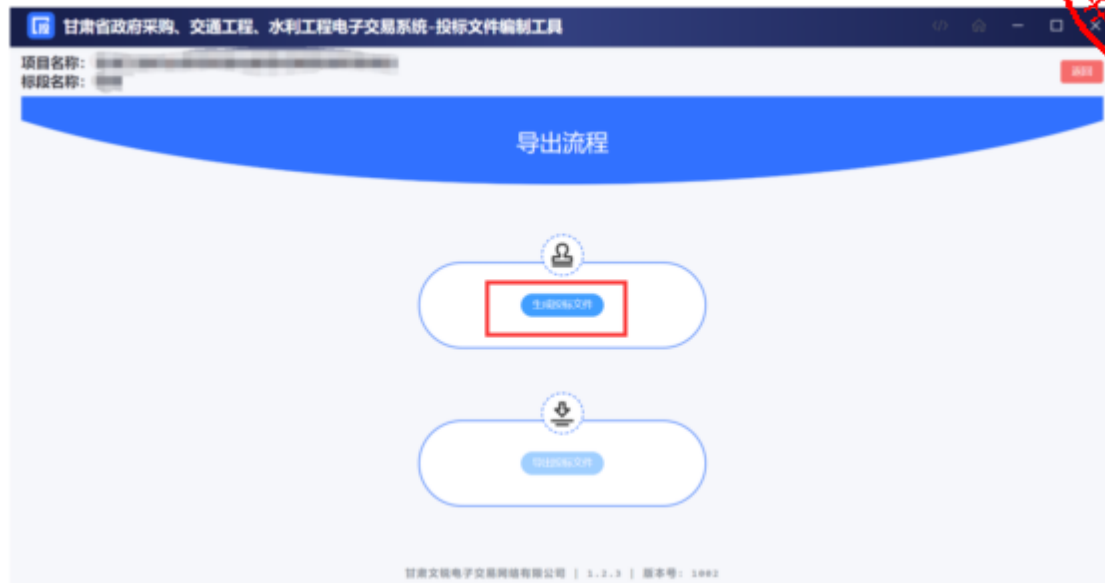 甘肃省政府采购、交通工程、水利工程电子交易系统-投标文件编制工具
项目名称：
标段名称：
返回
导出流程
生成投标文件
导出投标文件
甘肃文锐电子交易网络有限公司 | 1.2.3 | 版本号: 1002